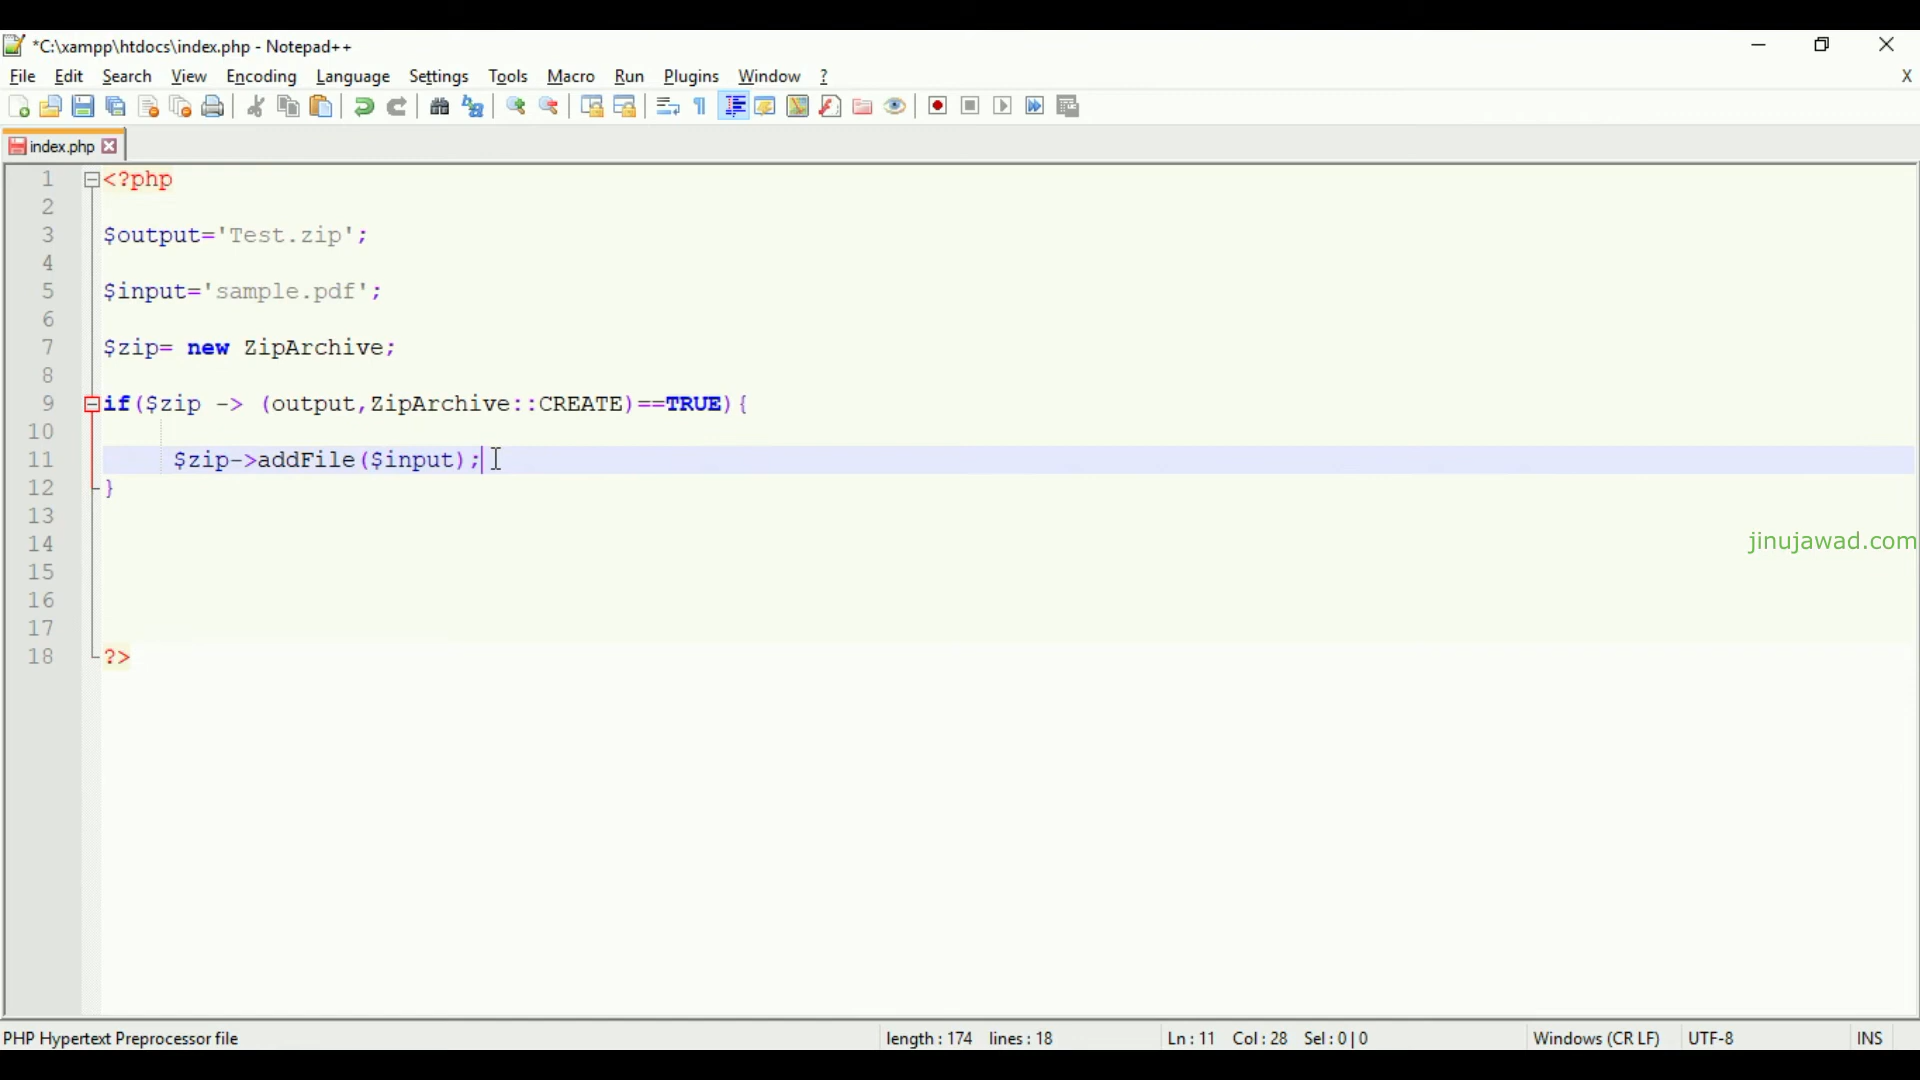 *C:\xampp\htdocs\index.php - Notepad++
File Edit Search View Encoding Language Settings Tools Macro Run Plugins Window ? X
index.php
1 <?php
2
3 $output='Test.zip';
4
5 $input='sample.pdf';
6
7 $zip= new ZipArchive;
8
9 if($zip -> (output,ZipArchive::CREATE)==TRUE){
10
11 $zip->addFile($input);
12 }
13
14
15
16
17
18 ?>
jinujawad.com
PHP Hypertext Preprocessor file length : 174 lines : 18 Ln : 11 Col : 28 Sel : 0 | 0 Windows (CR LF) UTF-8 INS